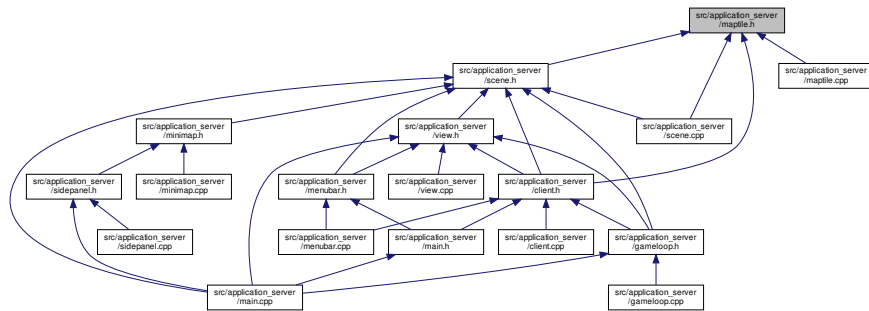 src/application_server
/maptile.h
src/application_server
/scene.h
src/application_server
/maptile.cpp
src/application_server
/minimap.h
src/application_server
/view.h
src/application_server
/scene.cpp
src/application_server
/sidepanel.h
src/application_server
/minimap.cpp
src/application_server
/menubar.h
src/application_server
/view.cpp
src/application_server
/client.h
src/application_server
/sidepanel.cpp
src/application_server
/menubar.cpp
src/application_server
/main.h
src/application_server
/client.cpp
src/application_server
/gameloop.h
src/application_server
/main.cpp
src/application_server
/gameloop.cpp